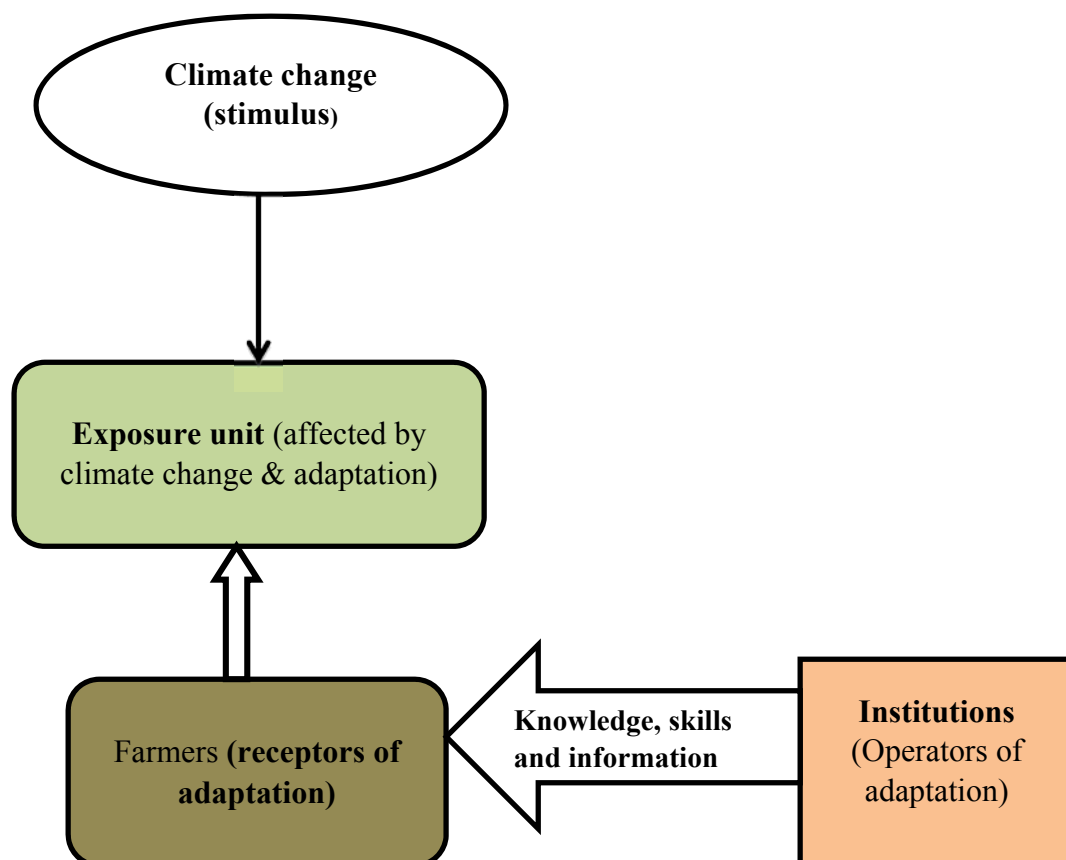 Climate change
(stimulus)
Exposure unit (affected by
climate change & adaptation)
Farmers (receptors of
adaptation)
Knowledge, skills
and information
Institutions
(Operators of
adaptation)